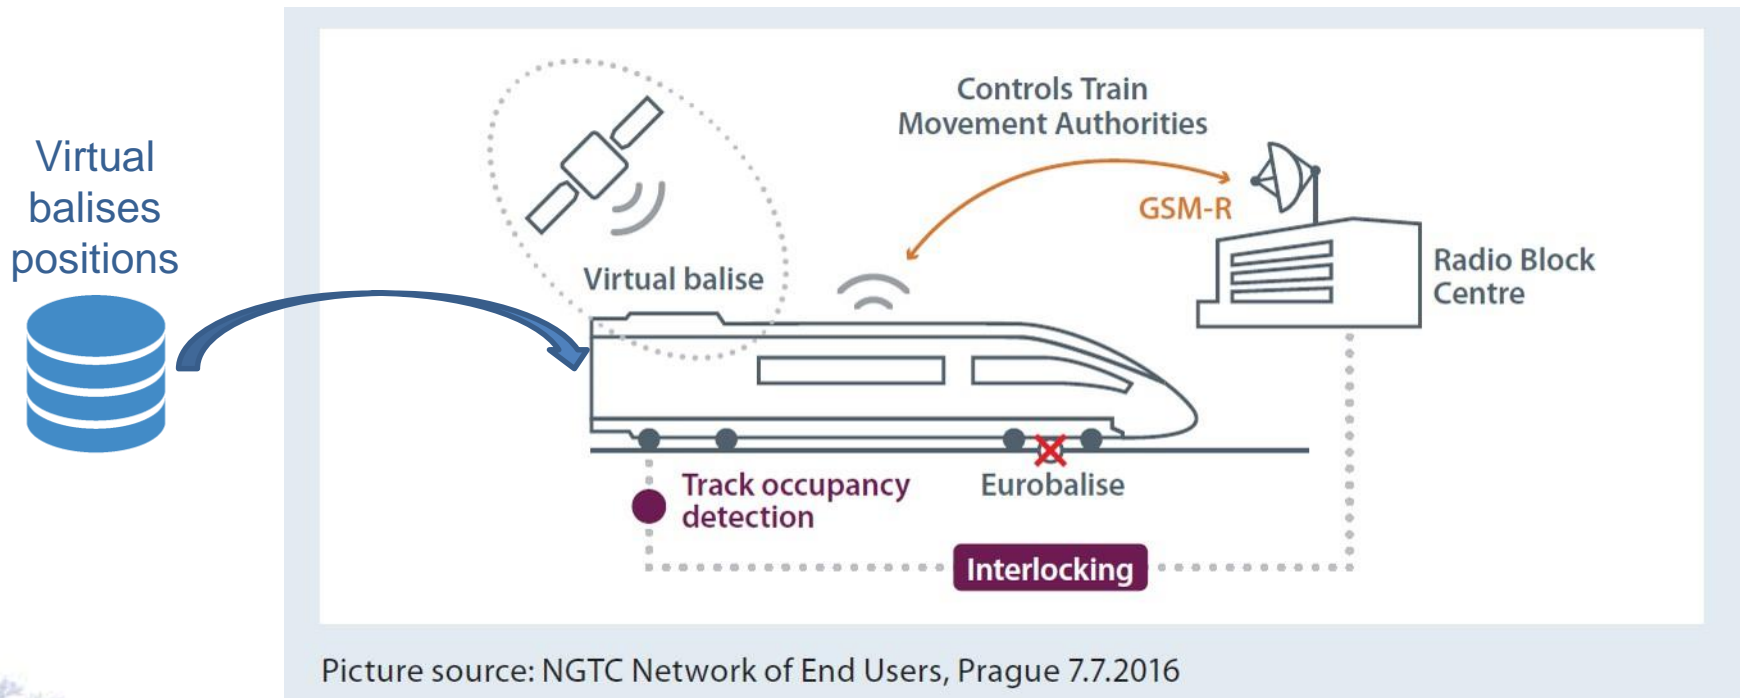 Virtual
balises
positions
Controls Train
Movement Authorities
GSM-R
Virtual balise
Radio Block
Centre
Track occupancy
detection
Eurobalise
Interlocking
Picture source: NGTC Network of End Users, Prague 7.7.2016